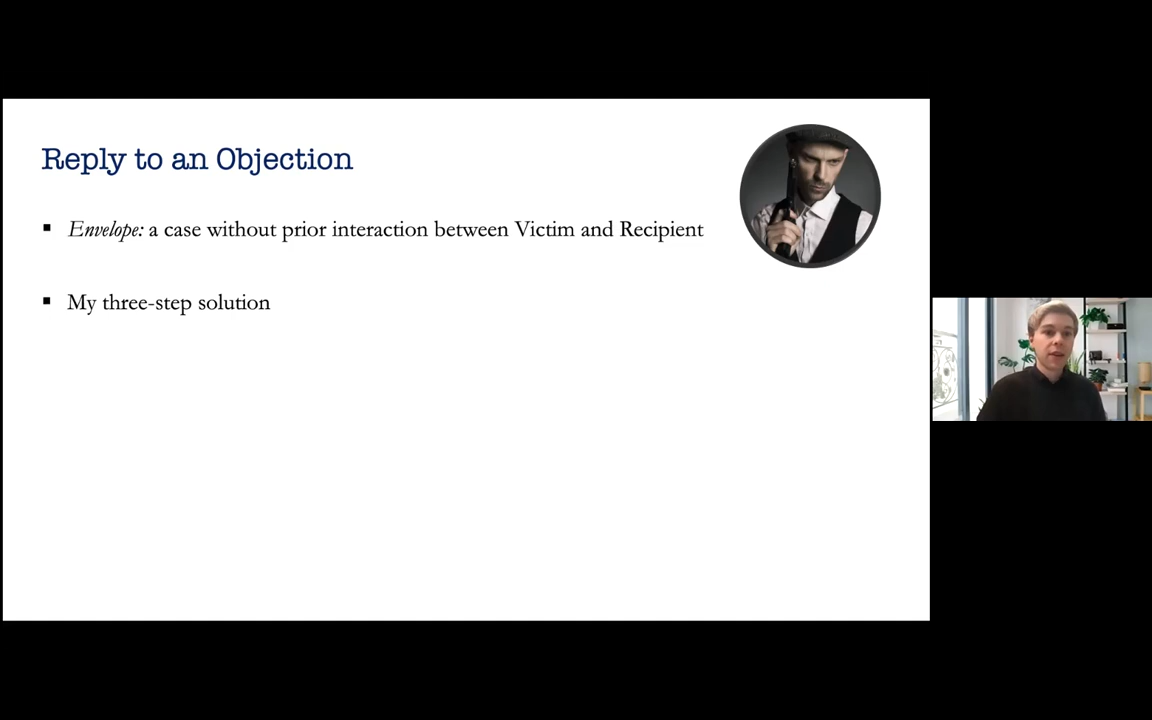 Reply to an Objection
▪ Envelope: a case without prior interaction between Victim and Recipient
▪ My three-step solution